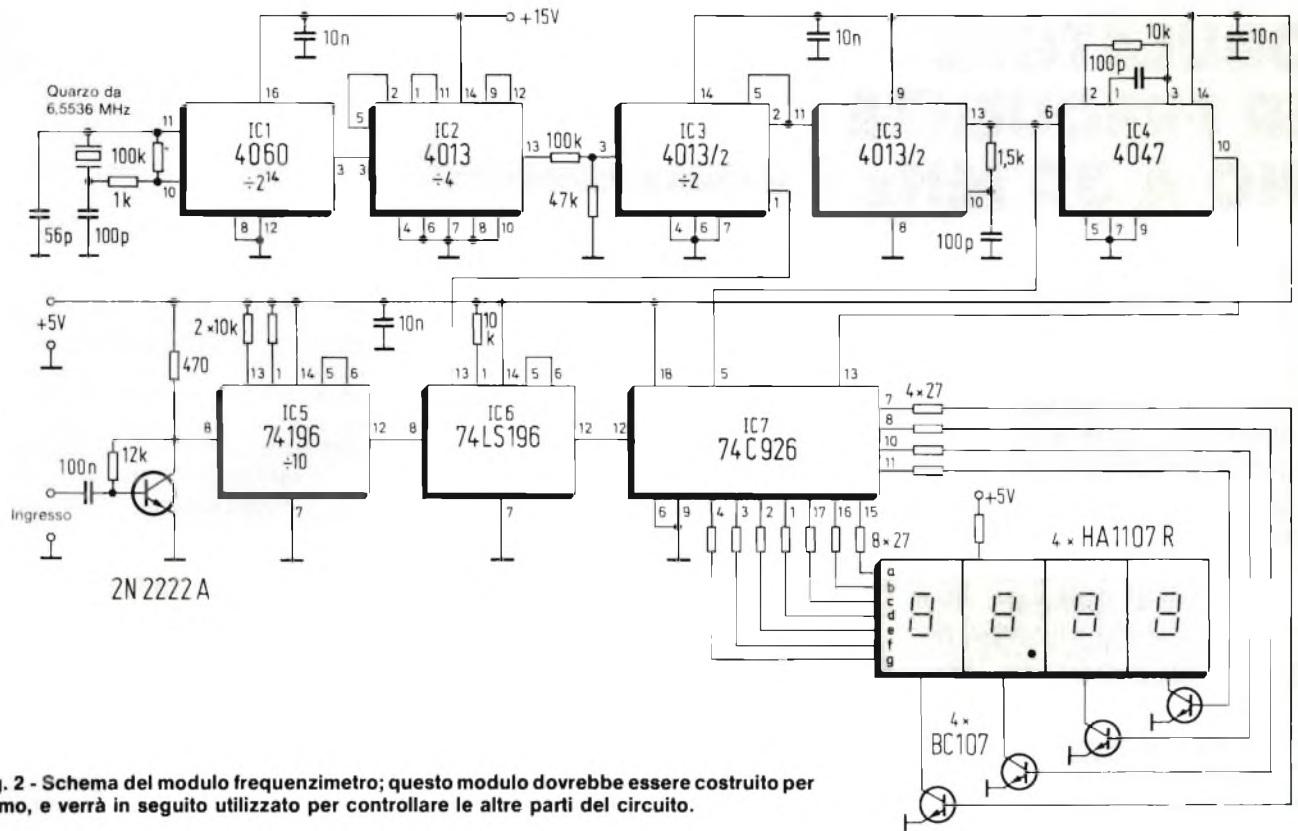 +15V
10n
10n
10k
10n
100p
Quarzo da
6,5536 MHz
16
2 1 11 14 9 12
14 5
9
2 1 3 14
11
IC1
4060
÷2¹⁴
100k
10
1k
56p
100p
8 12
3
5
3
IC2
4013
÷4
13
4 6 7 8 10
100k
47k
3
IC3
4013/2
÷2
2
1
4 6 7
11
IC3
4013/2
13
10
8
1,5k
100p
6
IC4
4047
10
5 7 9
+5V
470
2×10k
10n
10
k
13 1 14 5 6
13 1 14 5 6
18 5 13
8
IC5
74196
÷10
12
7
8
IC6
74LS196
12
7
12
IC7
74C926
7
8
10
11
4×27
6 9 4 3 2 1 17 16 15
8×27
100n
12k
Ingresso
2N 2222 A
+5V
4× HA1107 R
a
b
c
d
e
f
g
8 8 8 8
4×
BC107
g. 2 - Schema del modulo frequenzimetro; questo modulo dovrebbe essere costruito per
mo, e verrà in seguito utilizzato per controllare le altre parti del circuito.